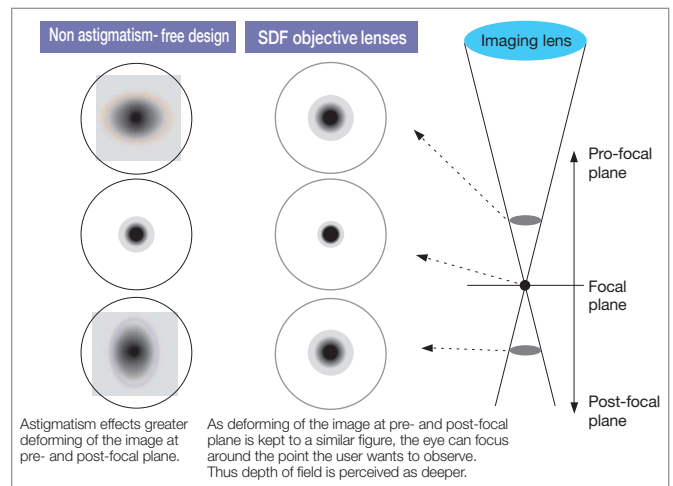 Non astigmatism- free design
SDF objective lenses
Imaging lens
Pro-focal
plane
Focal
plane
Post-focal
plane
Astigmatism effects greater
deforming of the image at
pre- and post-focal plane.
As deforming of the image at pre- and post-focal
plane is kept to a similar figure, the eye can focus
around the point the user wants to observe.
Thus depth of field is perceived as deeper.